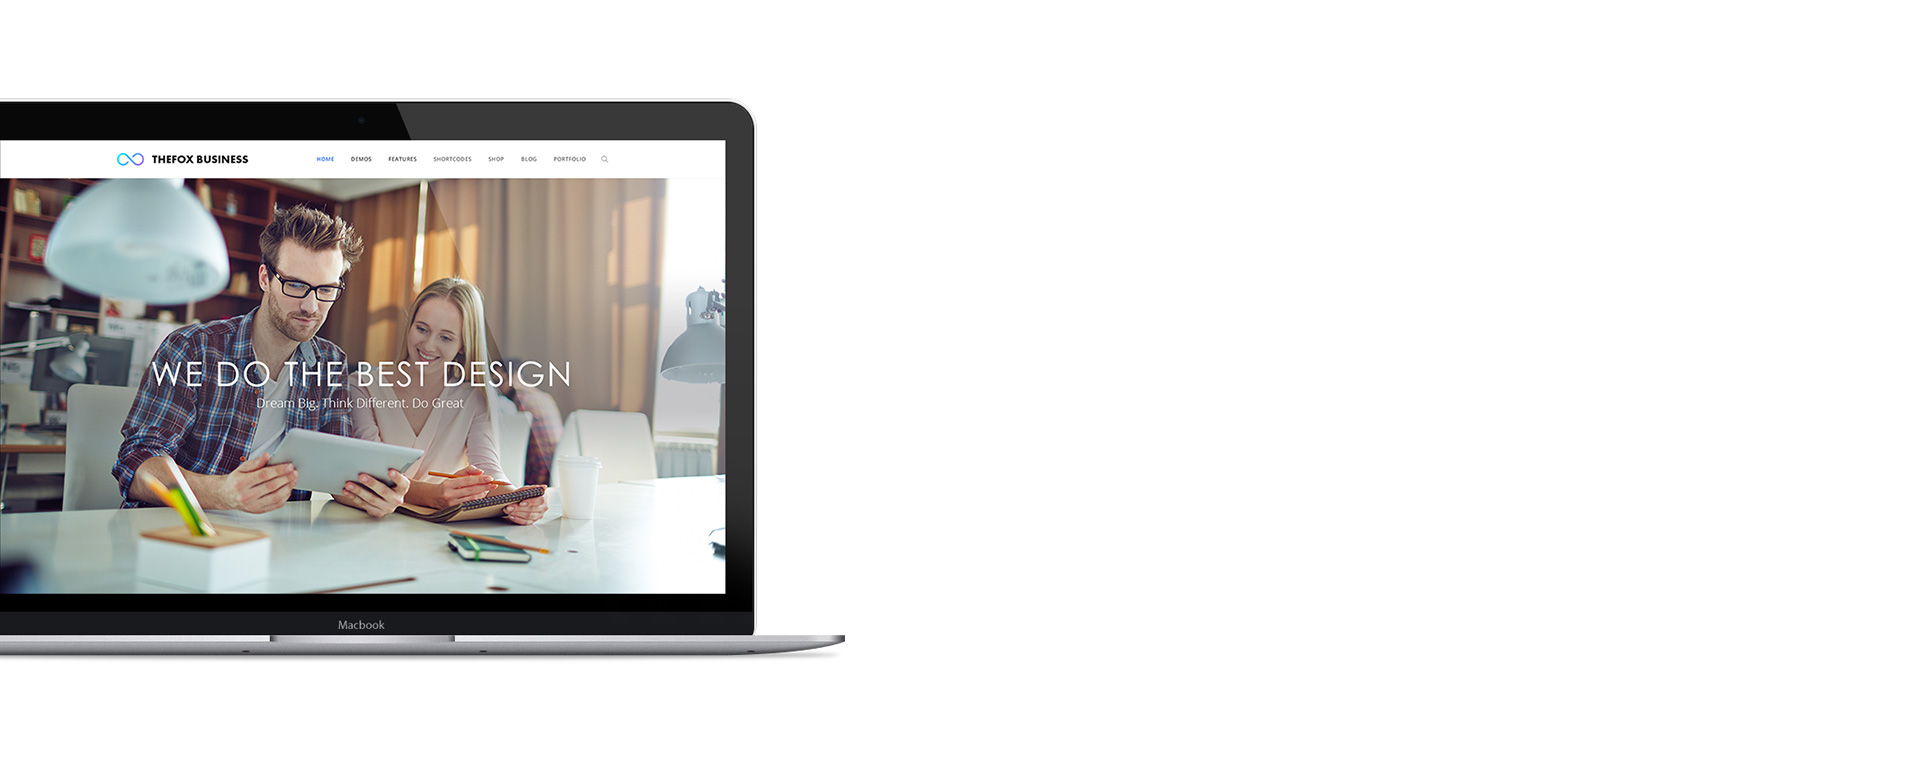 THEFOX BUSINESS
HOME DEMOS FEATURES SHORTCODES SHOP BLOG PORTFOLIO
WE DO THE BEST DESIGN
Dream Big. Think Different. Do Great
Macbook